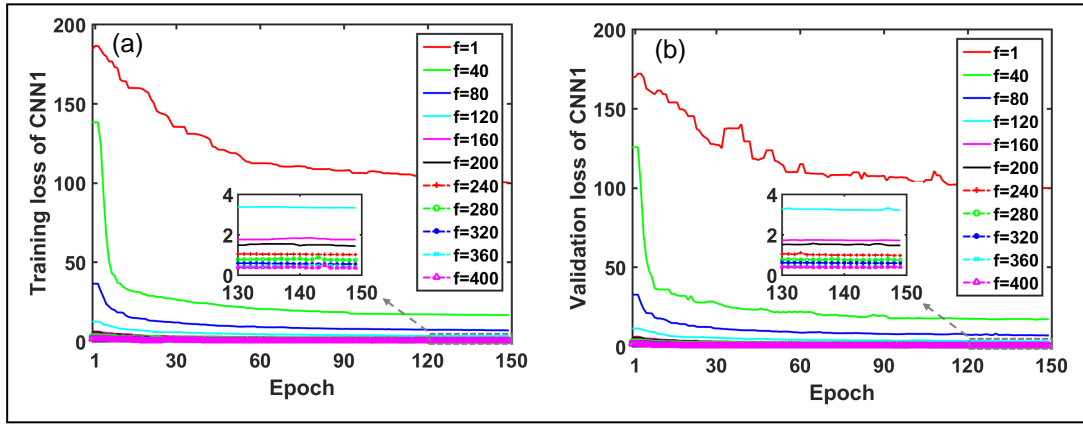 (a)
Training loss of CNN1
200
150
100
50
0
1 30 60 90 120 150
Epoch
f=1
f=40
f=80
f=120
f=160
f=200
f=240
f=280
f=320
f=360
f=400
4
2
0
130 140 150
(b)
Validation loss of CNN1
200
150
100
50
0
1 30 60 90 120 150
Epoch
f=1
f=40
f=80
f=120
f=160
f=200
f=240
f=280
f=320
f=360
f=400
4
2
0
130 140 150